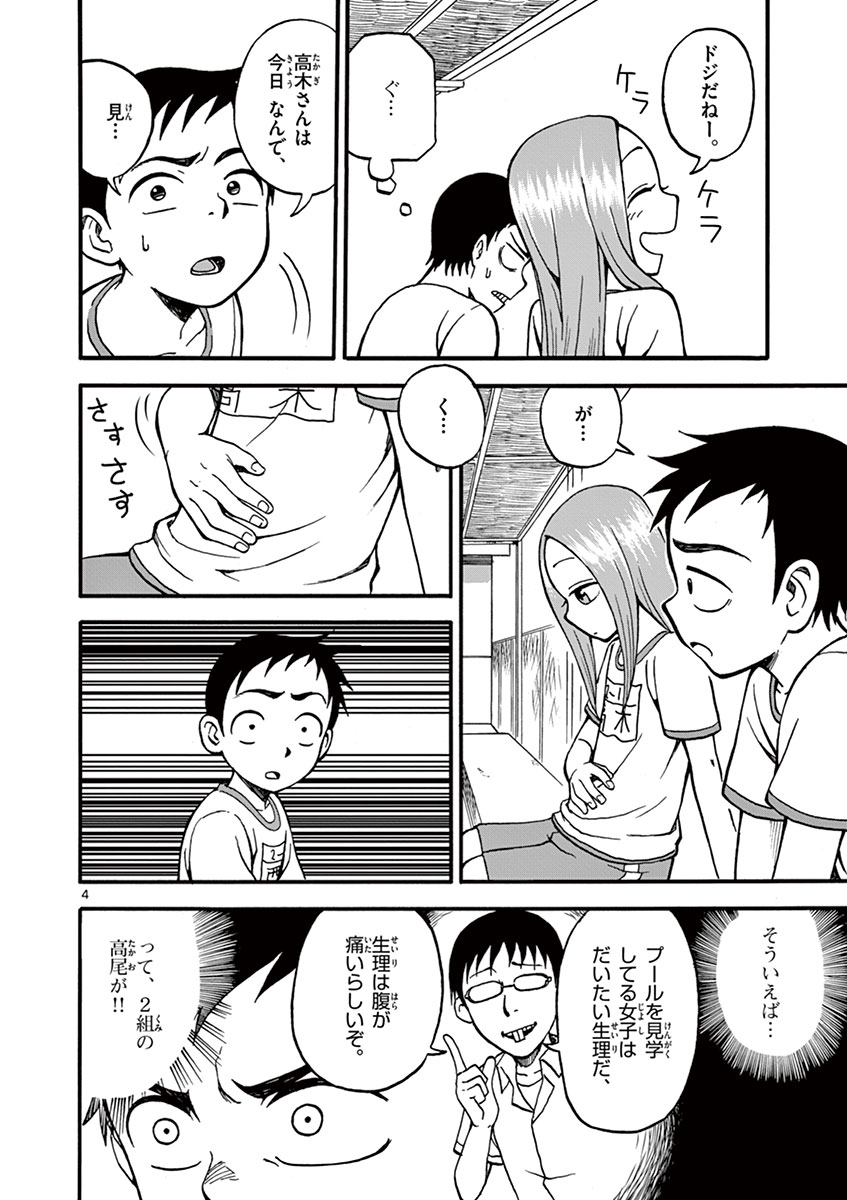 ドジだねー。
ケラ
ケラ
ぐ…
高木さんは
今日 なんで、
見…
が…
く…
木
さすさす
木
2-
そういえば…
プールを見学
してる女子は
だいたい生理だ、
生理は腹が
痛いらしいぞ。
って、２組の
高尾が!!
4